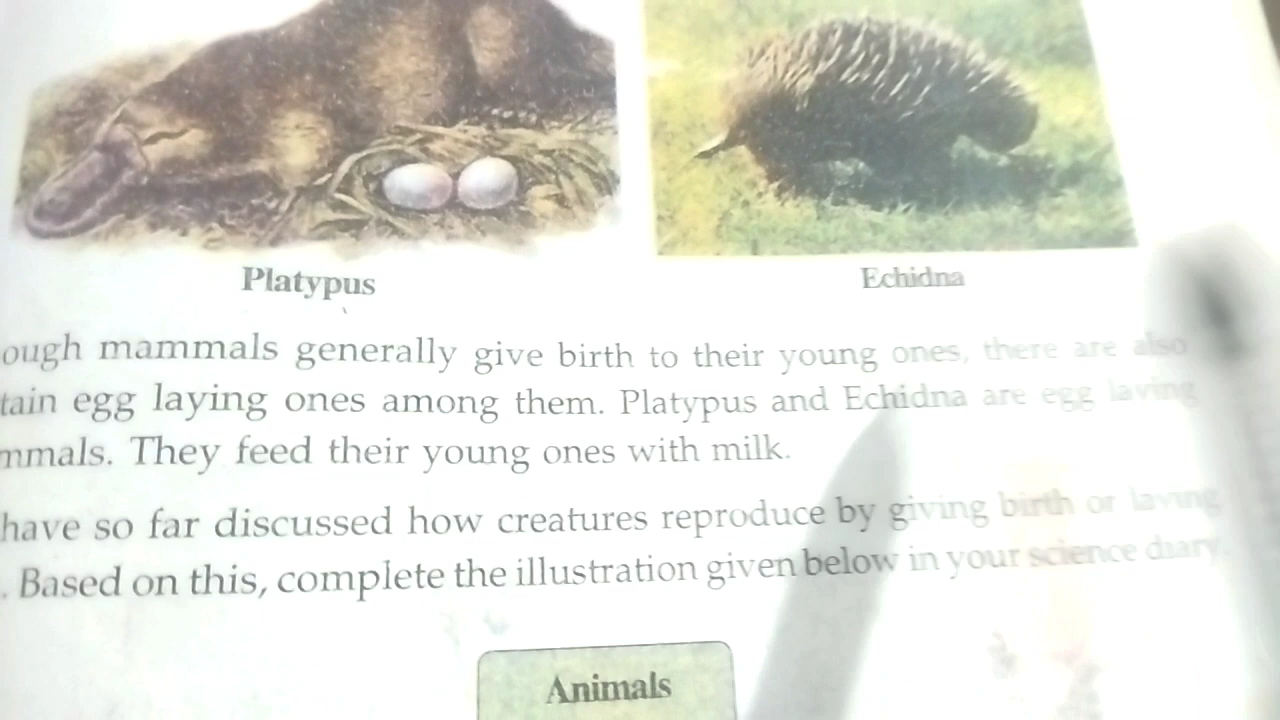 Platypus
Echidna
ough mammals generally give birth to their young ones, there are also
tain egg laying ones among them. Platypus and Echidna are egg laying
mmals. They feed their young ones with milk.
have so far discussed how creatures reproduce by giving birth or laying
. Based on this, complete the illustration given below in your science diary.
Animals